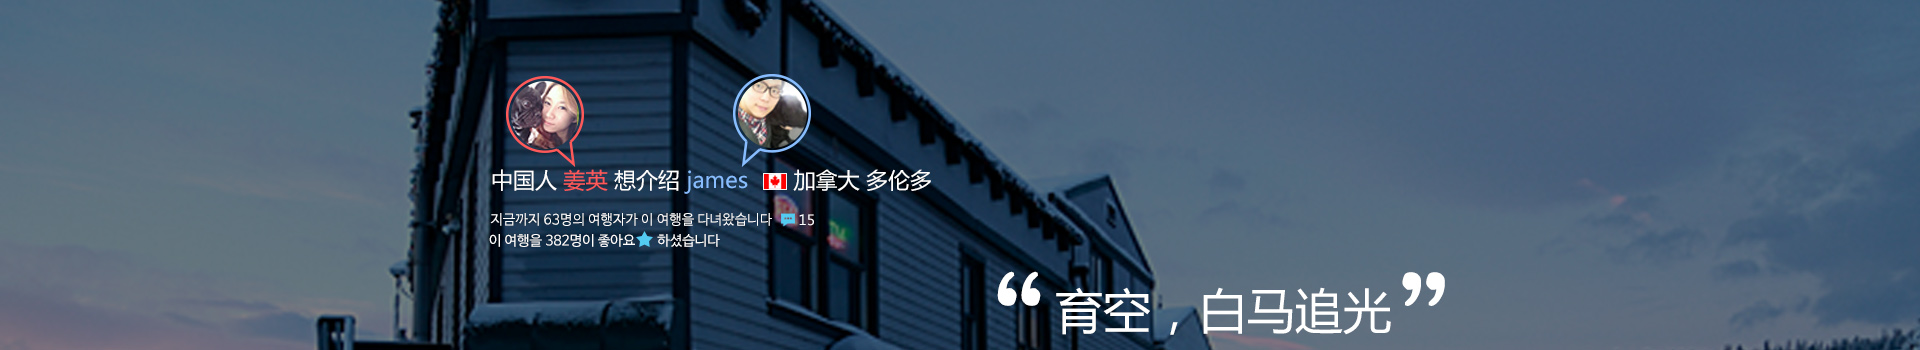 中国人 姜英 想介绍 james 加拿大 多伦多
지금까지 63명의 여행자가 이 여행을 다녀왔습니다 15
이 여행을 382명이 좋아요 하셨습니다
“育空，白马追光”